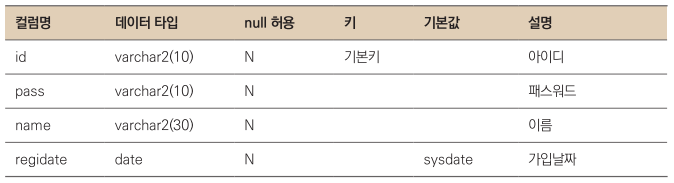 컬럼명 데이터 타입 null 허용 키 기본값 설명
id varchar2(10) N 기본키 아이디
pass varchar2(10) N 패스워드
name varchar2(30) N 이름
regidate date N sysdate 가입날짜